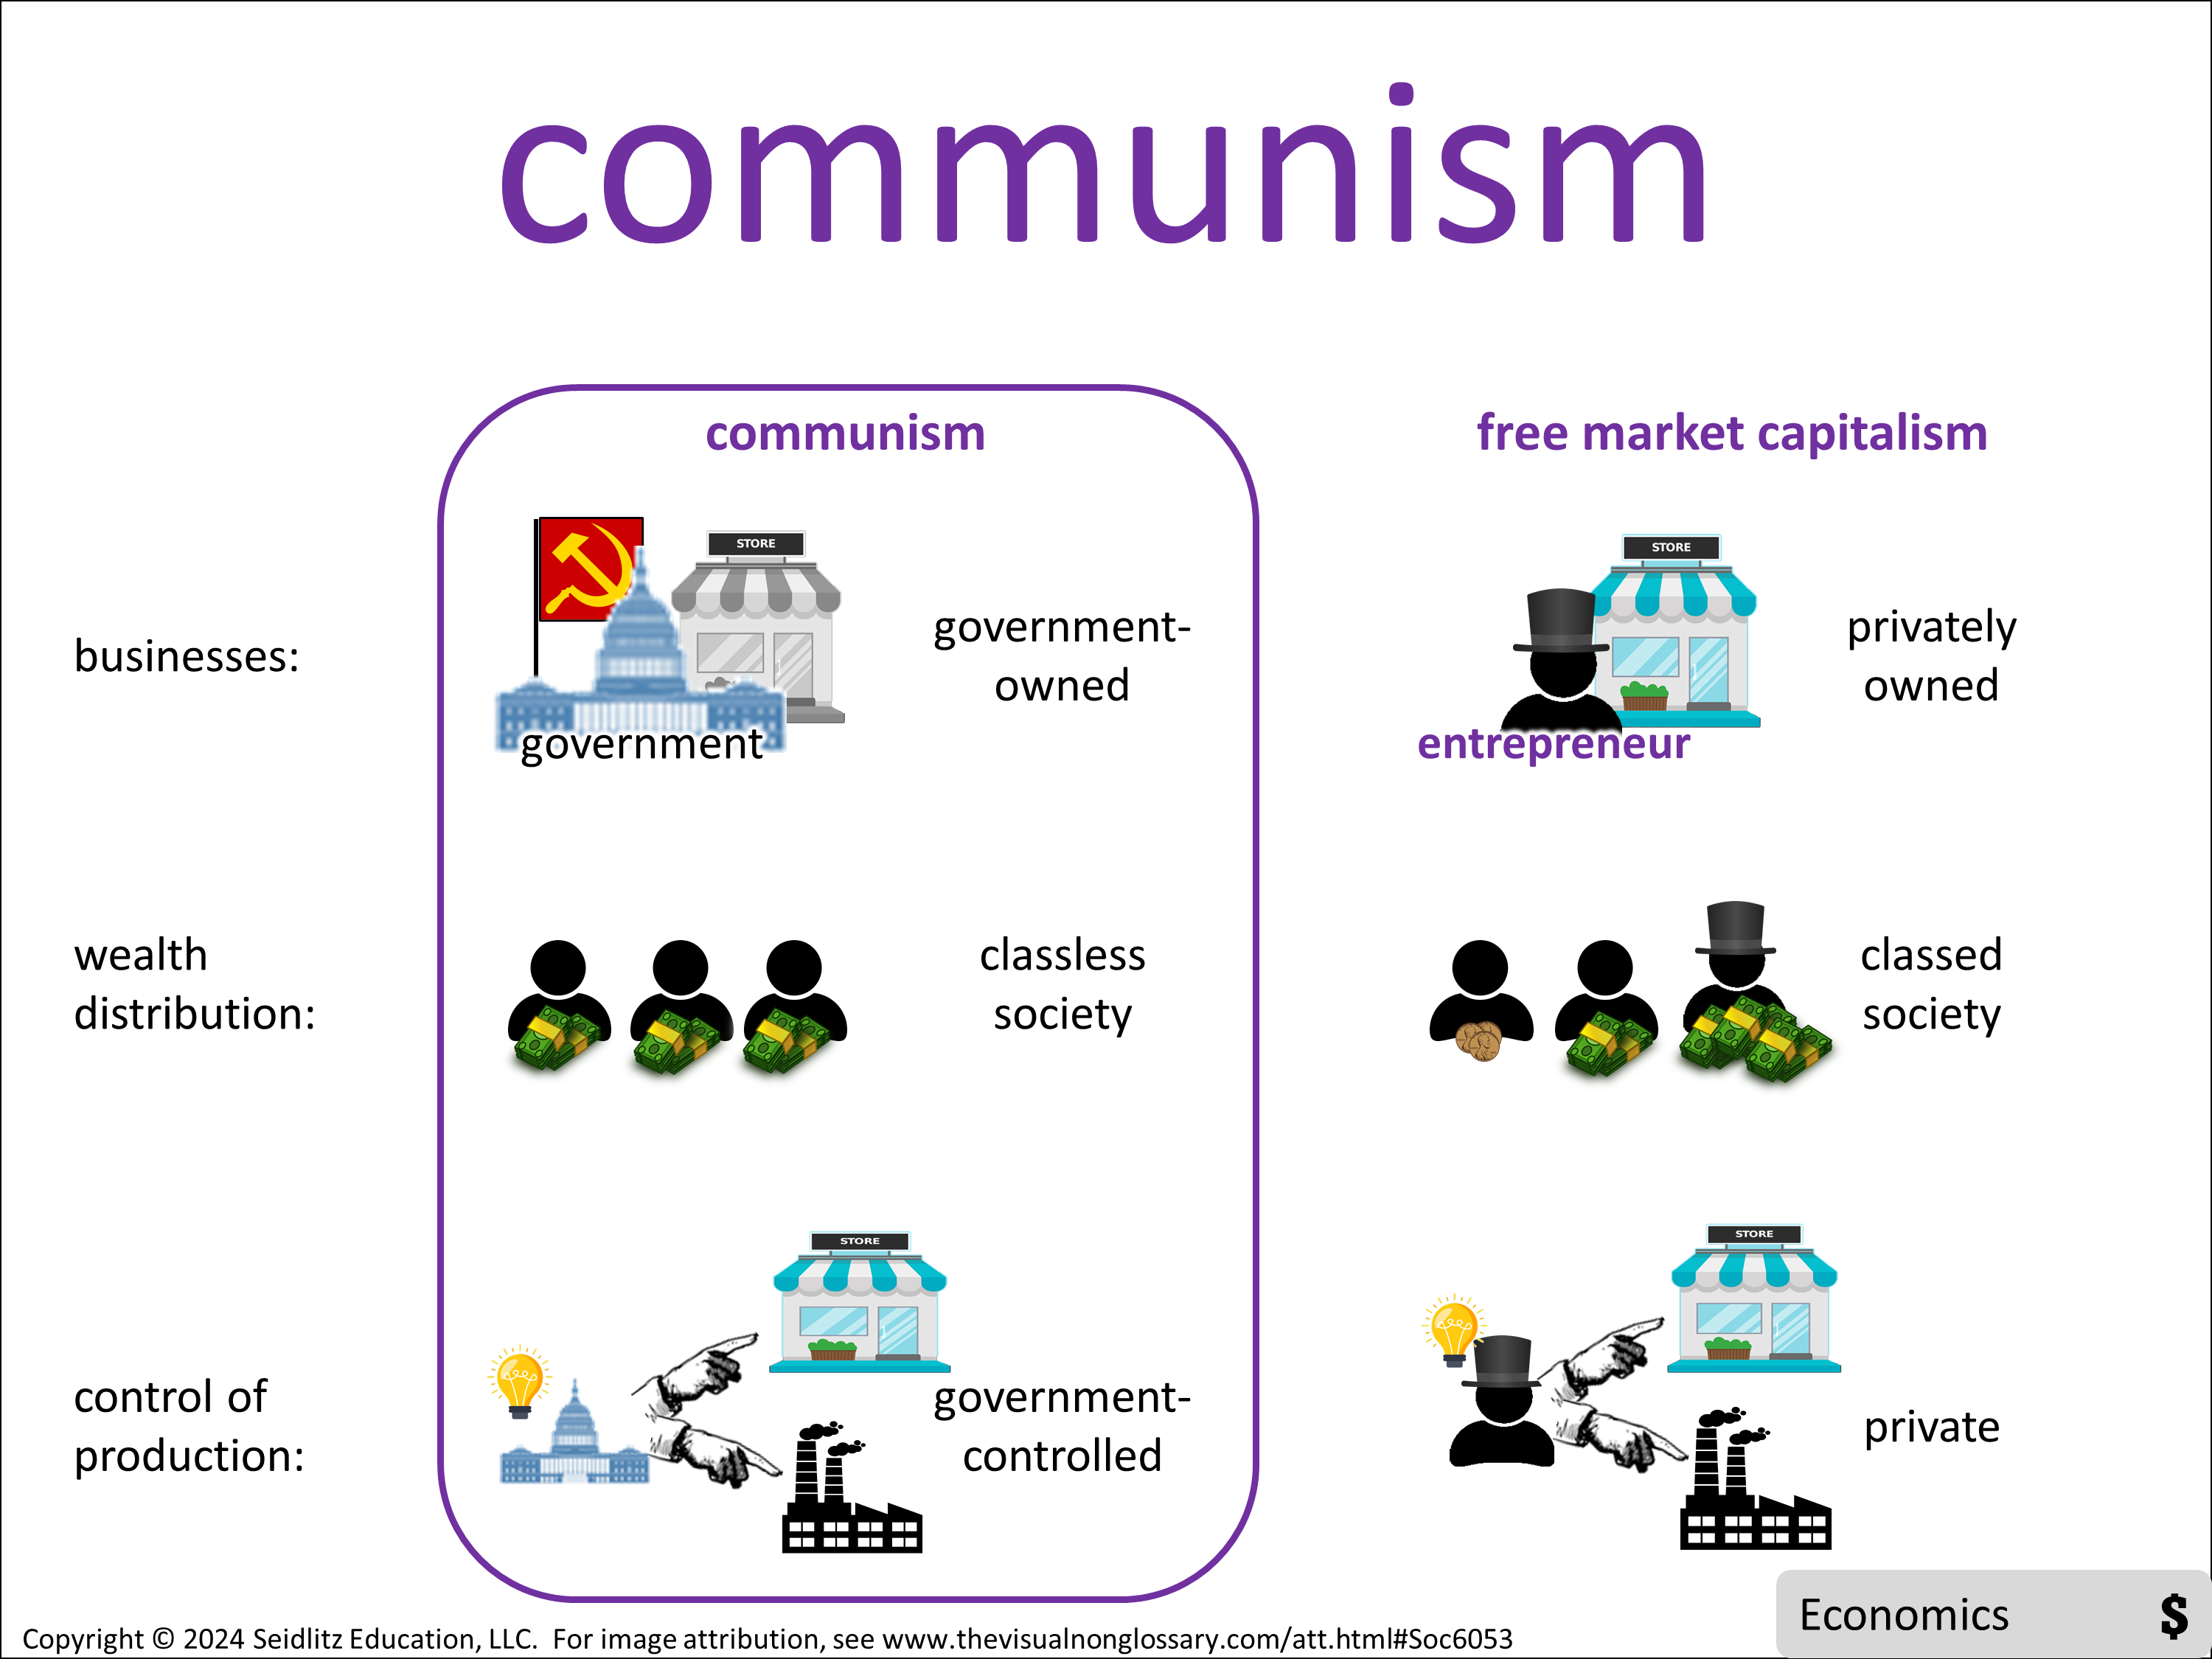 communism
communism
free market capitalism
businesses:
STORE
government
government-
owned
STORE
entrepreneur
privately
owned
wealth
distribution:
classless
society
classed
society
control of
production:
STORE
government-
controlled
STORE
private
Economics $
Copyright © 2024 Seidlitz Education, LLC.  For image attribution, see www.thevisualnonglossary.com/att.html#Soc6053